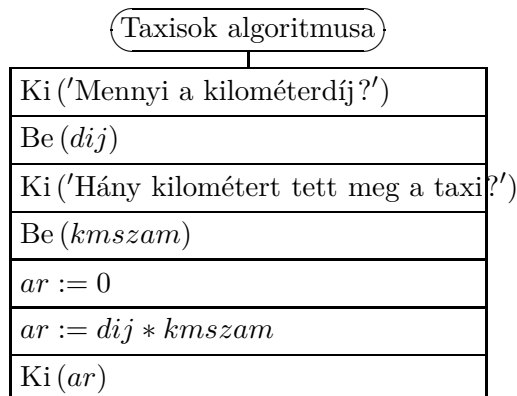 Taxisok algoritmusa
Ki ('Mennyi a kilométerdíj?')
Be (dij)
Ki ('Hány kilométert tett meg a taxi?')
Be (kmszam)
ar := 0
ar := dij * kmszam
Ki (ar)